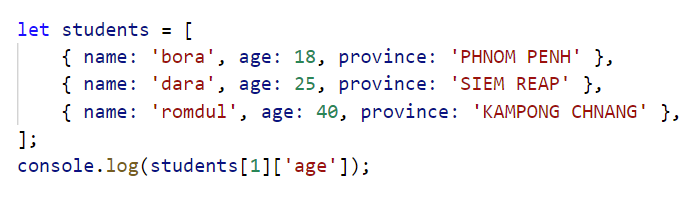 let students = [
    { name: 'bora', age: 18, province: 'PHNOM PENH' },
    { name: 'dara', age: 25, province: 'SIEM REAP' },
    { name: 'romdul', age: 40, province: 'KAMPONG CHNANG' },
];
console.log(students[1]['age']);